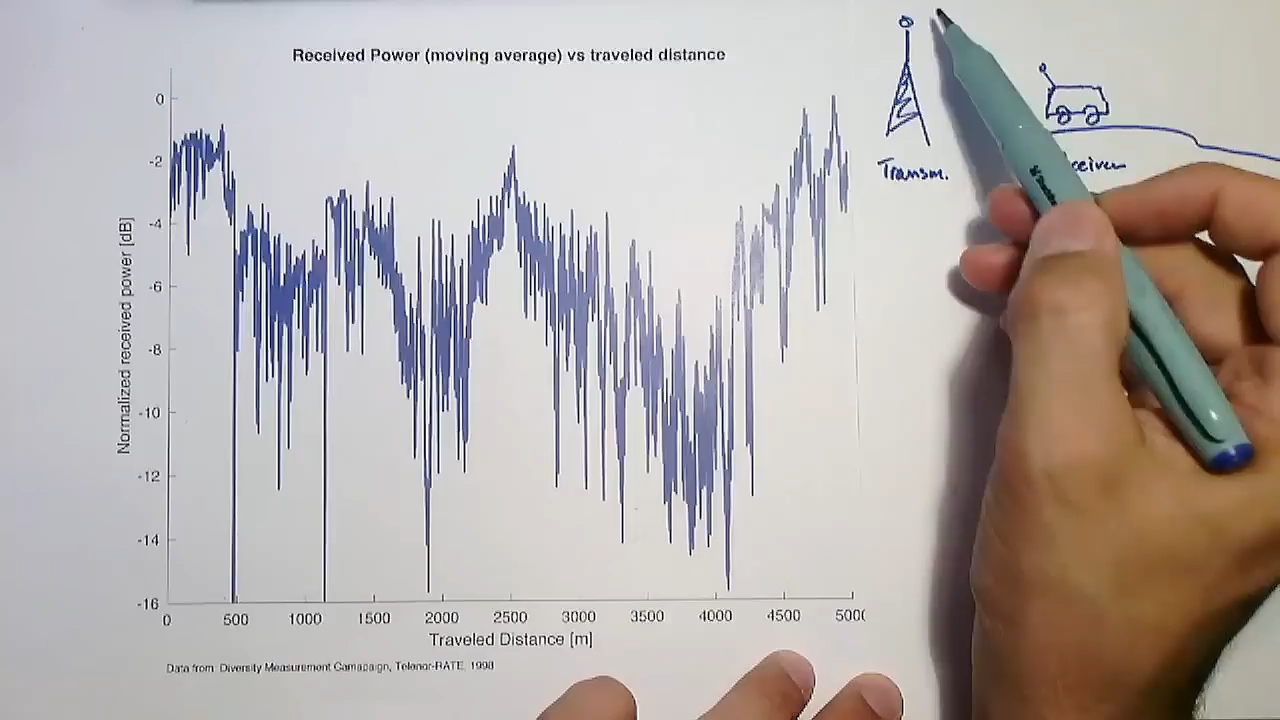 Received Power (moving average) vs traveled distance
Normalized received power [dB]
0
-2
-4
-6
-8
-10
-12
-14
-16
0 500 1000 1500 2000 2500 3000 3500 4000 4500 500
Traveled Distance [m]
Data from: Diversity Measurement Camapaign, Telenor-RATE, 1998
Transm.
ceiver